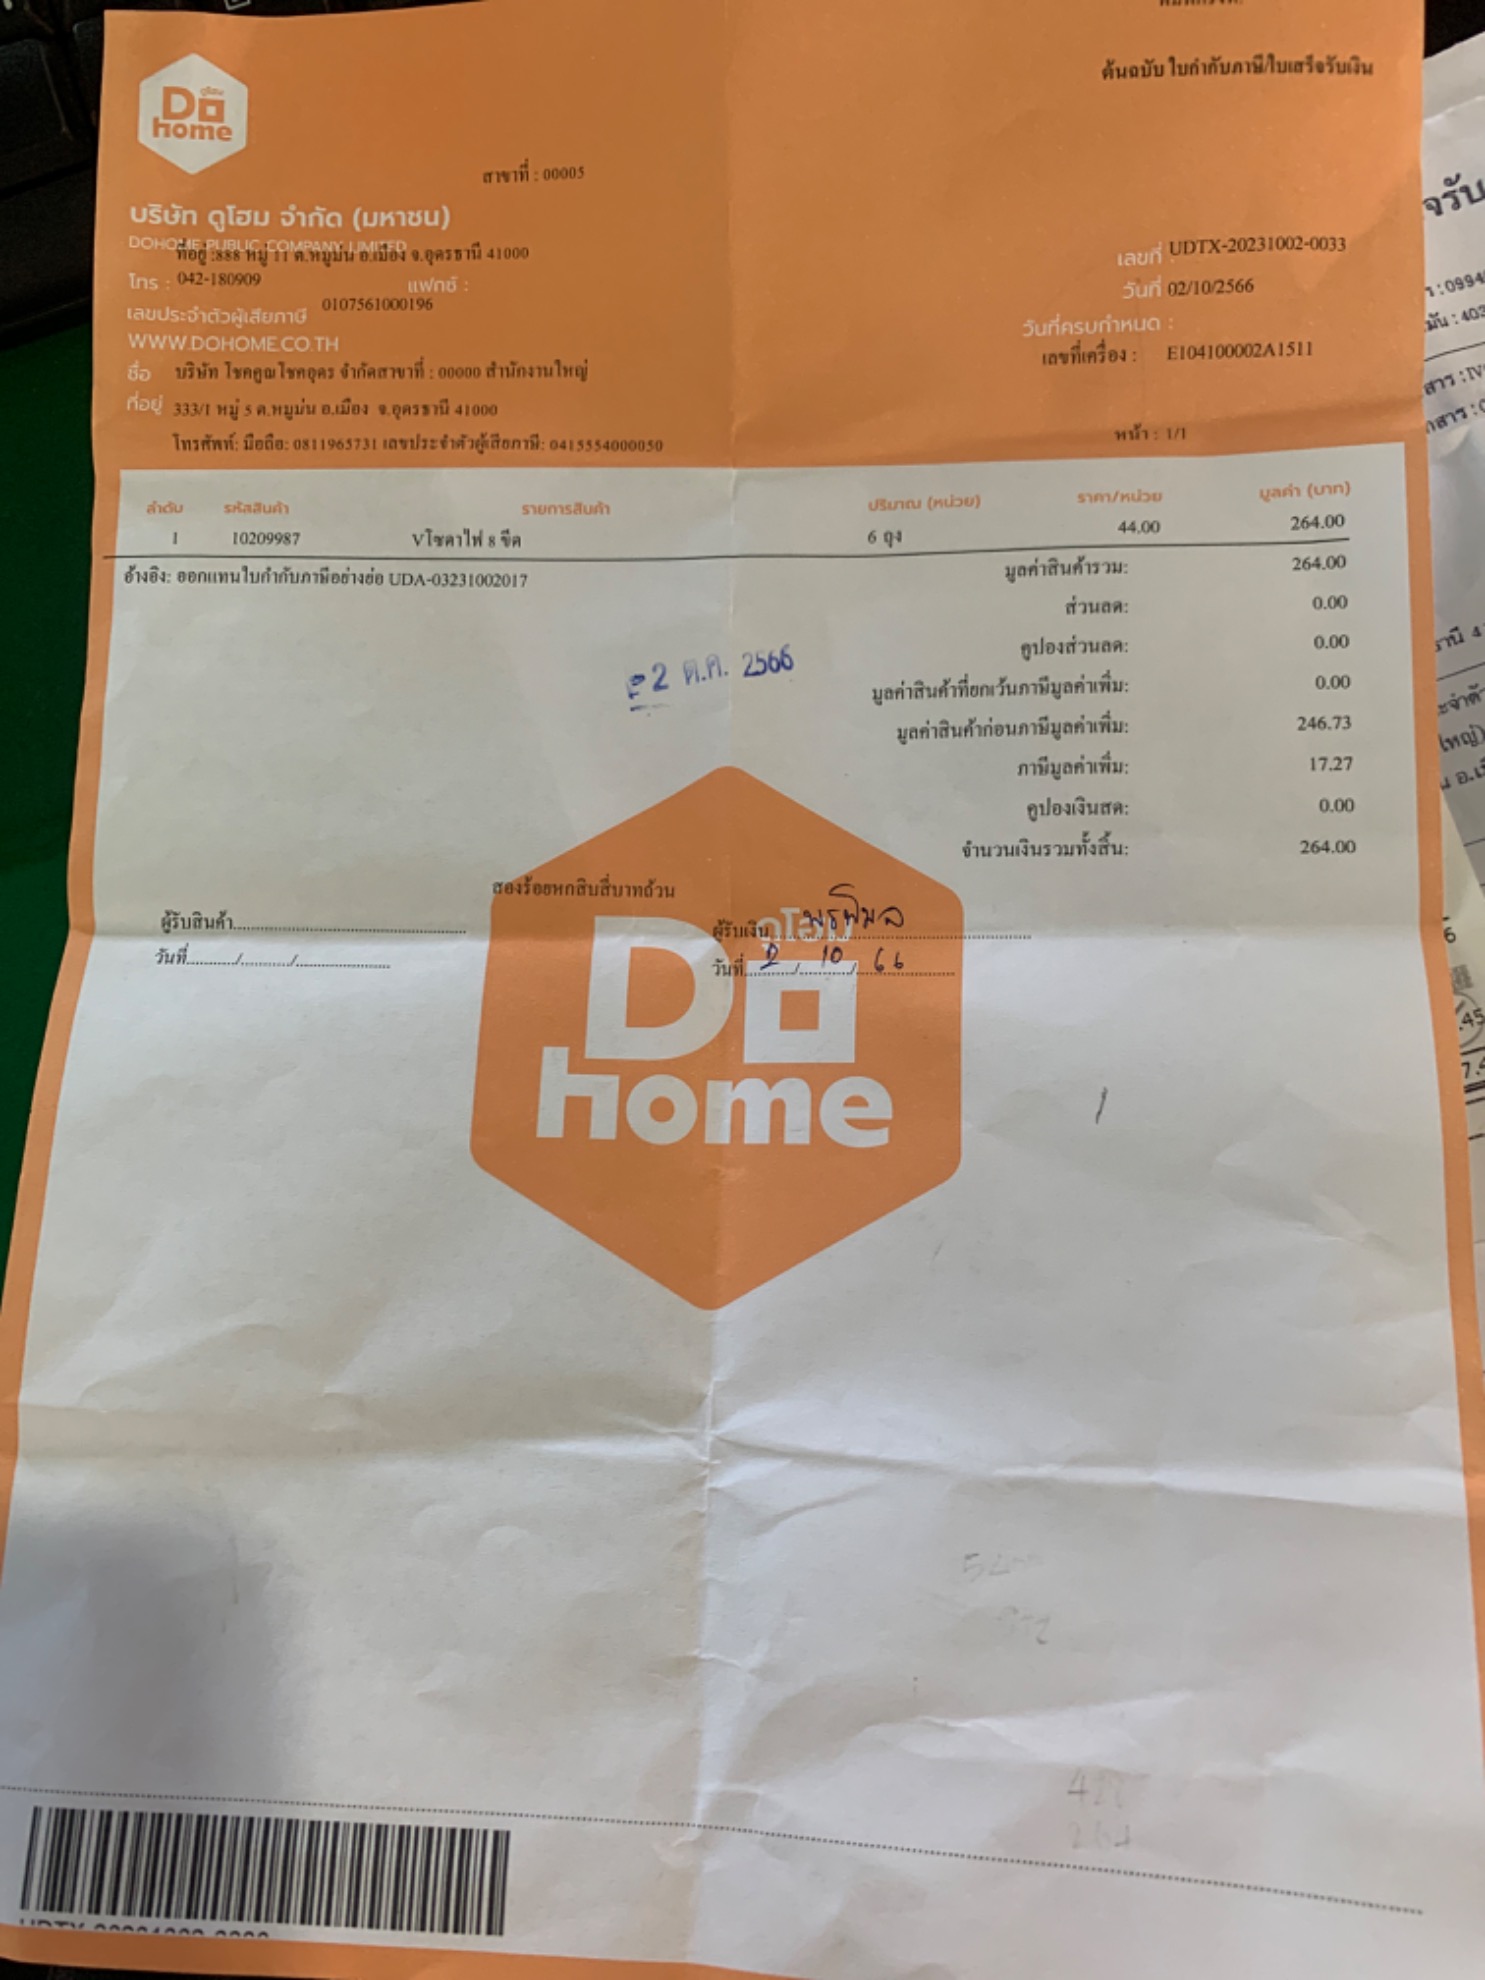 ต้นฉบับ ใบกำกับภาษี/ใบเสร็จรับเงิน
ดูโฮม
Do
home
สาขาที่ : 00005
บริษัท ดูโฮม จำกัด (มหาชน)
DOHOME PUBLIC COMPANY LIMITED
ที่อยู่ :888 หมู่ 11 ต.หมูม่น อ.เมือง จ.อุดรธานี 41000
เลขที่ UDTX-20231002-0033
โทร : 042-180909 แฟกซ์ :
วันที่ 02/10/2566
เลขประจำตัวผู้เสียภาษี 0107561000196
วันที่ครบกำหนด :
WWW.DOHOME.CO.TH
เลขที่เครื่อง : E104100002A1511
ชื่อ บริษัท โชคคูณโชคอุดร จำกัดสาขาที่ : 00000 สำนักงานใหญ่
ที่อยู่ 333/1 หมู่ 5 ต.หมูม่น อ.เมือง จ.อุดรธานี 41000
โทรศัพท์: มือถือ: 0811965731 เลขประจำตัวผู้เสียภาษี: 0415554000050
หน้า : 1/1
ลำดับ รหัสสินค้า รายการสินค้า ปริมาณ (หน่วย) ราคา/หน่วย มูลค่า (บาท)
1 10209987 Vโซดาไฟ 8 ขีด 6 ถุง 44.00 264.00
อ้างอิง: ออกแทนใบกำกับภาษีอย่างย่อ UDA-03231002017
มูลค่าสินค้ารวม: 264.00
ส่วนลด: 0.00
คูปองส่วนลด: 0.00
2 ต.ค. 2566
มูลค่าสินค้าที่ยกเว้นภาษีมูลค่าเพิ่ม: 0.00
มูลค่าสินค้าก่อนภาษีมูลค่าเพิ่ม: 246.73
ภาษีมูลค่าเพิ่ม: 17.27
คูปองเงินสด: 0.00
จำนวนเงินรวมทั้งสิ้น: 264.00
สองร้อยหกสิบสี่บาทถ้วน
ผู้รับสินค้า
ผู้รับเงิน พรพิมล
วันที่ / /
วันที่ 2 / 10 / 66
ดูโฮม
Do
home